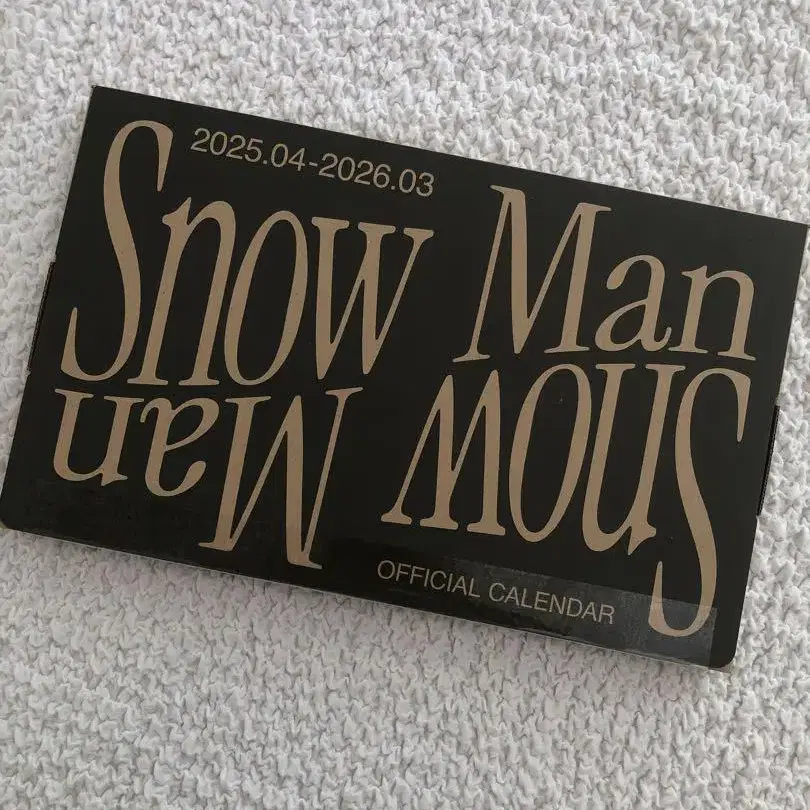 2025.04-2026.03
Snow Man
Snow Man
OFFICIAL CALENDAR